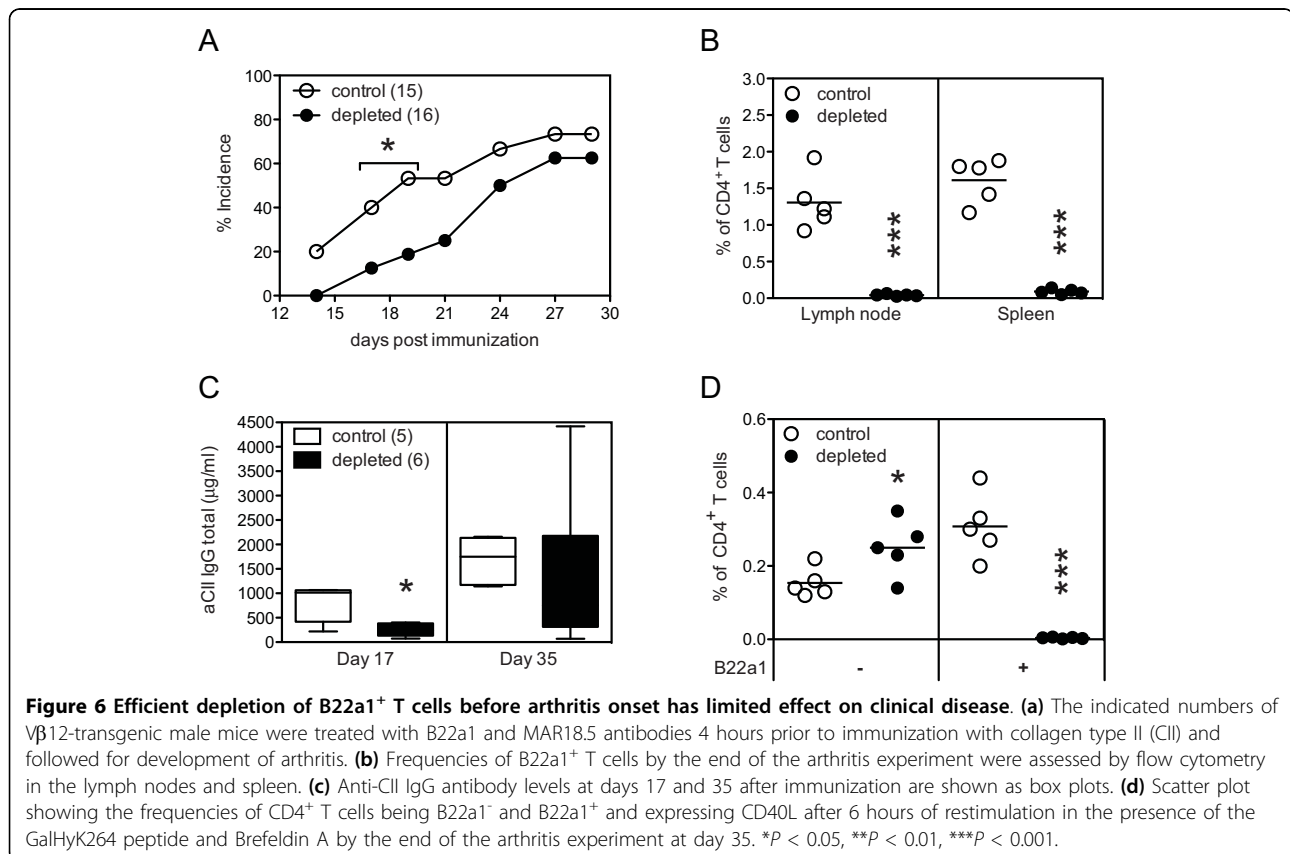 A
100
80
60
40
20
0
% Incidence
control (15)
depleted (16)
*
12 15 18 21 24 27 30
days post immunization
B
3.0
2.5
2.0
1.5
1.0
0.5
0.0
% of CD4+ T cells
control
depleted
***
***
Lymph node Spleen
C
4500
4000
3500
3000
2500
2000
1500
1000
500
0
aCII IgG total (µg/ml)
control (5)
depleted (6)
*
Day 17 Day 35
D
0.6
0.4
0.2
0.0
% of CD4+ T cells
control
depleted
*
***
B22a1 - +
Figure 6 Efficient depletion of B22a1+ T cells before arthritis onset has limited effect on clinical disease. (a) The indicated numbers of
Vβ12-transgenic male mice were treated with B22a1 and MAR18.5 antibodies 4 hours prior to immunization with collagen type II (CII) and
followed for development of arthritis. (b) Frequencies of B22a1+ T cells by the end of the arthritis experiment were assessed by flow cytometry
in the lymph nodes and spleen. (c) Anti-CII IgG antibody levels at days 17 and 35 after immunization are shown as box plots. (d) Scatter plot
showing the frequencies of CD4+ T cells being B22a1- and B22a1+ and expressing CD40L after 6 hours of restimulation in the presence of the
GalHyK264 peptide and Brefeldin A by the end of the arthritis experiment at day 35. *P < 0.05, **P < 0.01, ***P < 0.001.